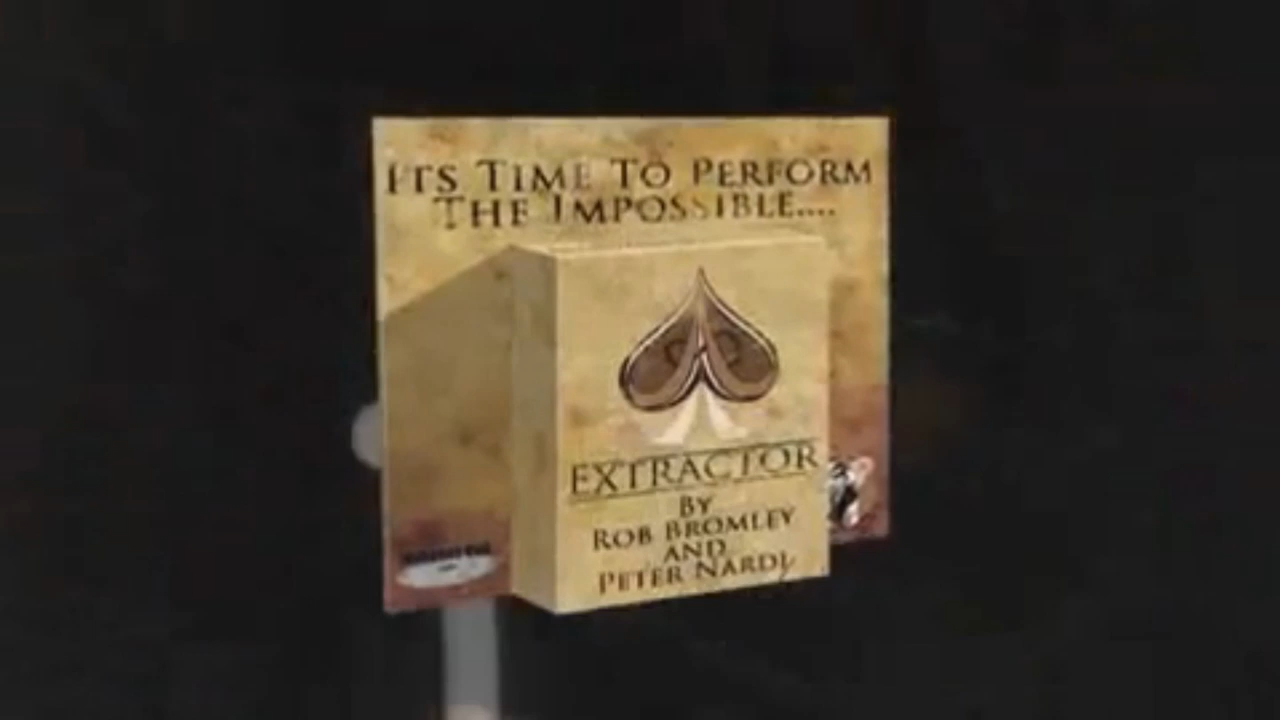 ITS TIME TO PERFORM
THE IMPOSSIBLE....
EXTRACTOR
BY
ROB BROMLEY
AND
PETER NARDI